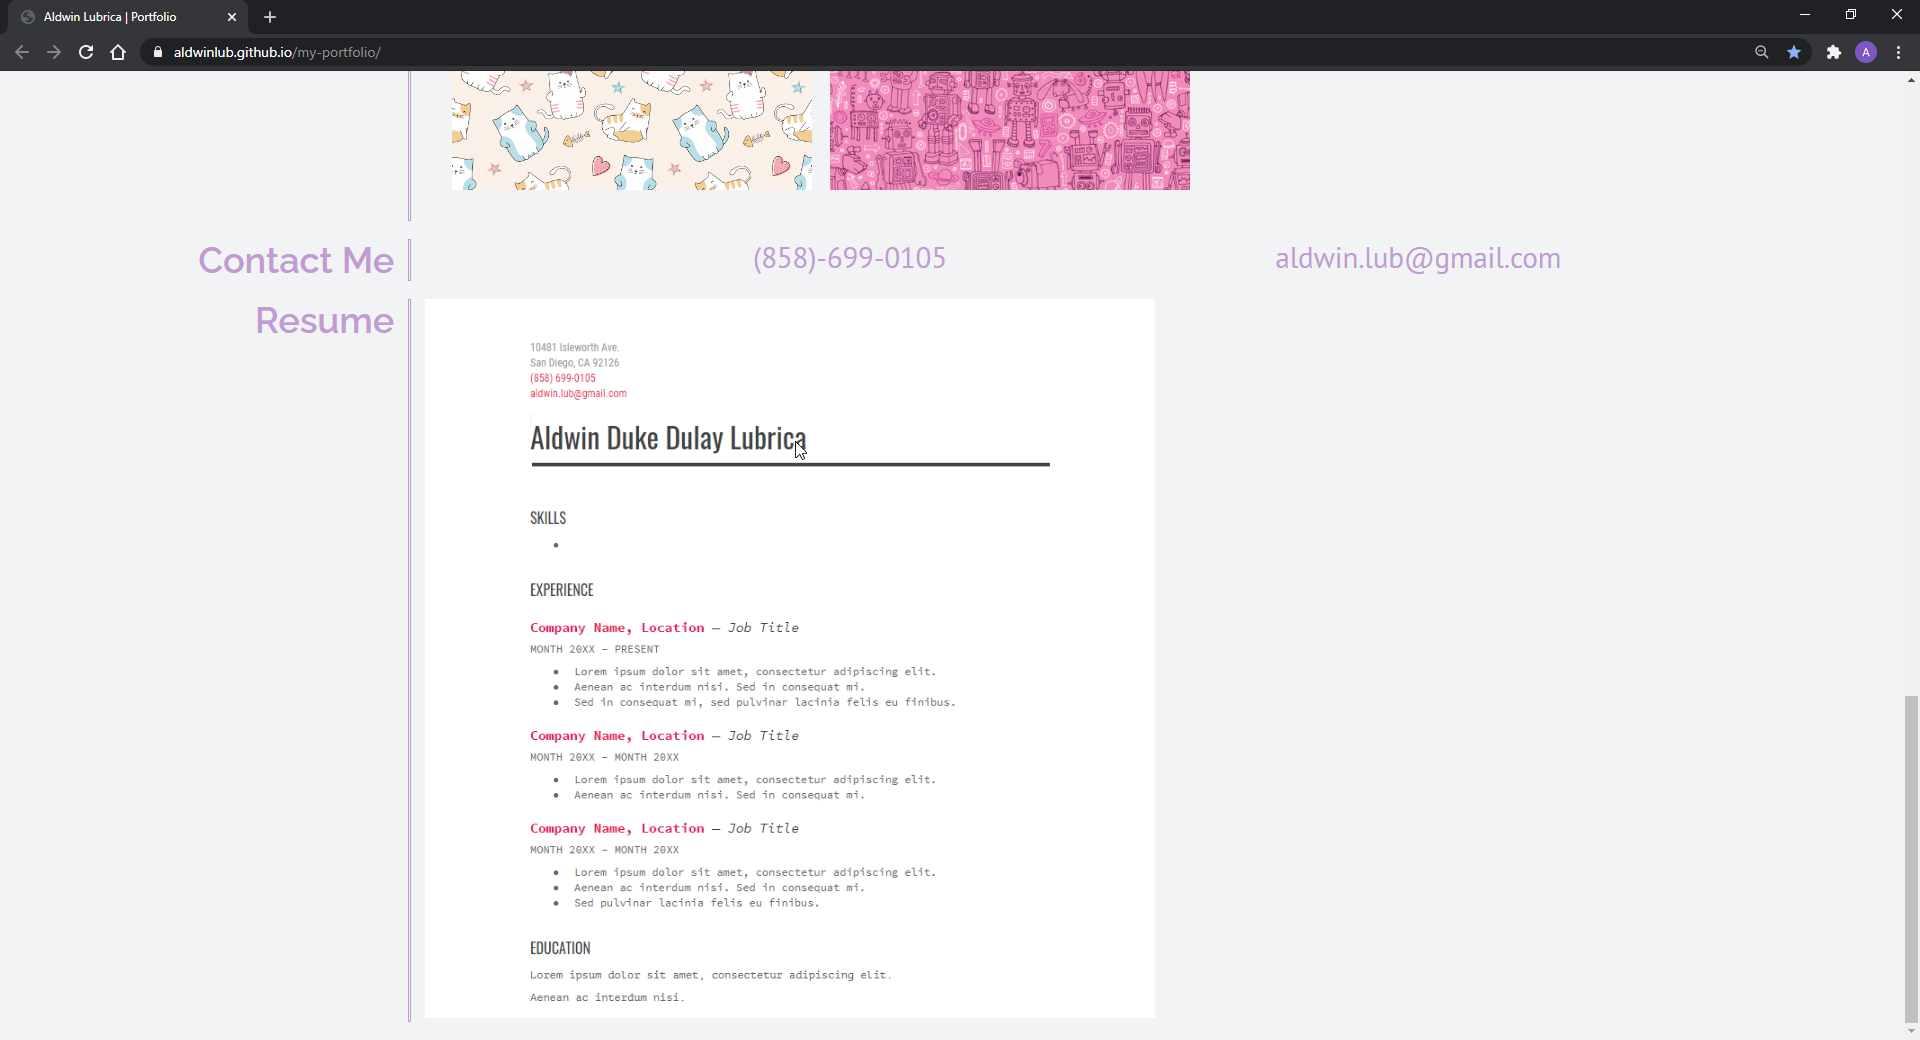 Aldwin Lubrica | Portfolio
aldwinlub.github.io/my-portfolio/
A
Contact Me
(858)-699-0105
aldwin.lub@gmail.com
Resume
10481 Isleworth Ave.
San Diego, CA 92126
(858) 699-0105
aldwin.lub@gmail.com
Aldwin Duke Dulay Lubrica
SKILLS
●
EXPERIENCE
Company Name, Location — Job Title
MONTH 20XX – PRESENT
● Lorem ipsum dolor sit amet, consectetur adipiscing elit.
● Aenean ac interdum nisi. Sed in consequat mi.
● Sed in consequat mi, sed pulvinar lacinia felis eu finibus.
Company Name, Location — Job Title
MONTH 20XX – MONTH 20XX
● Lorem ipsum dolor sit amet, consectetur adipiscing elit.
● Aenean ac interdum nisi. Sed in consequat mi.
Company Name, Location — Job Title
MONTH 20XX – MONTH 20XX
● Lorem ipsum dolor sit amet, consectetur adipiscing elit.
● Aenean ac interdum nisi. Sed in consequat mi.
● Sed pulvinar lacinia felis eu finibus.
EDUCATION
Lorem ipsum dolor sit amet, consectetur adipiscing elit.
Aenean ac interdum nisi.